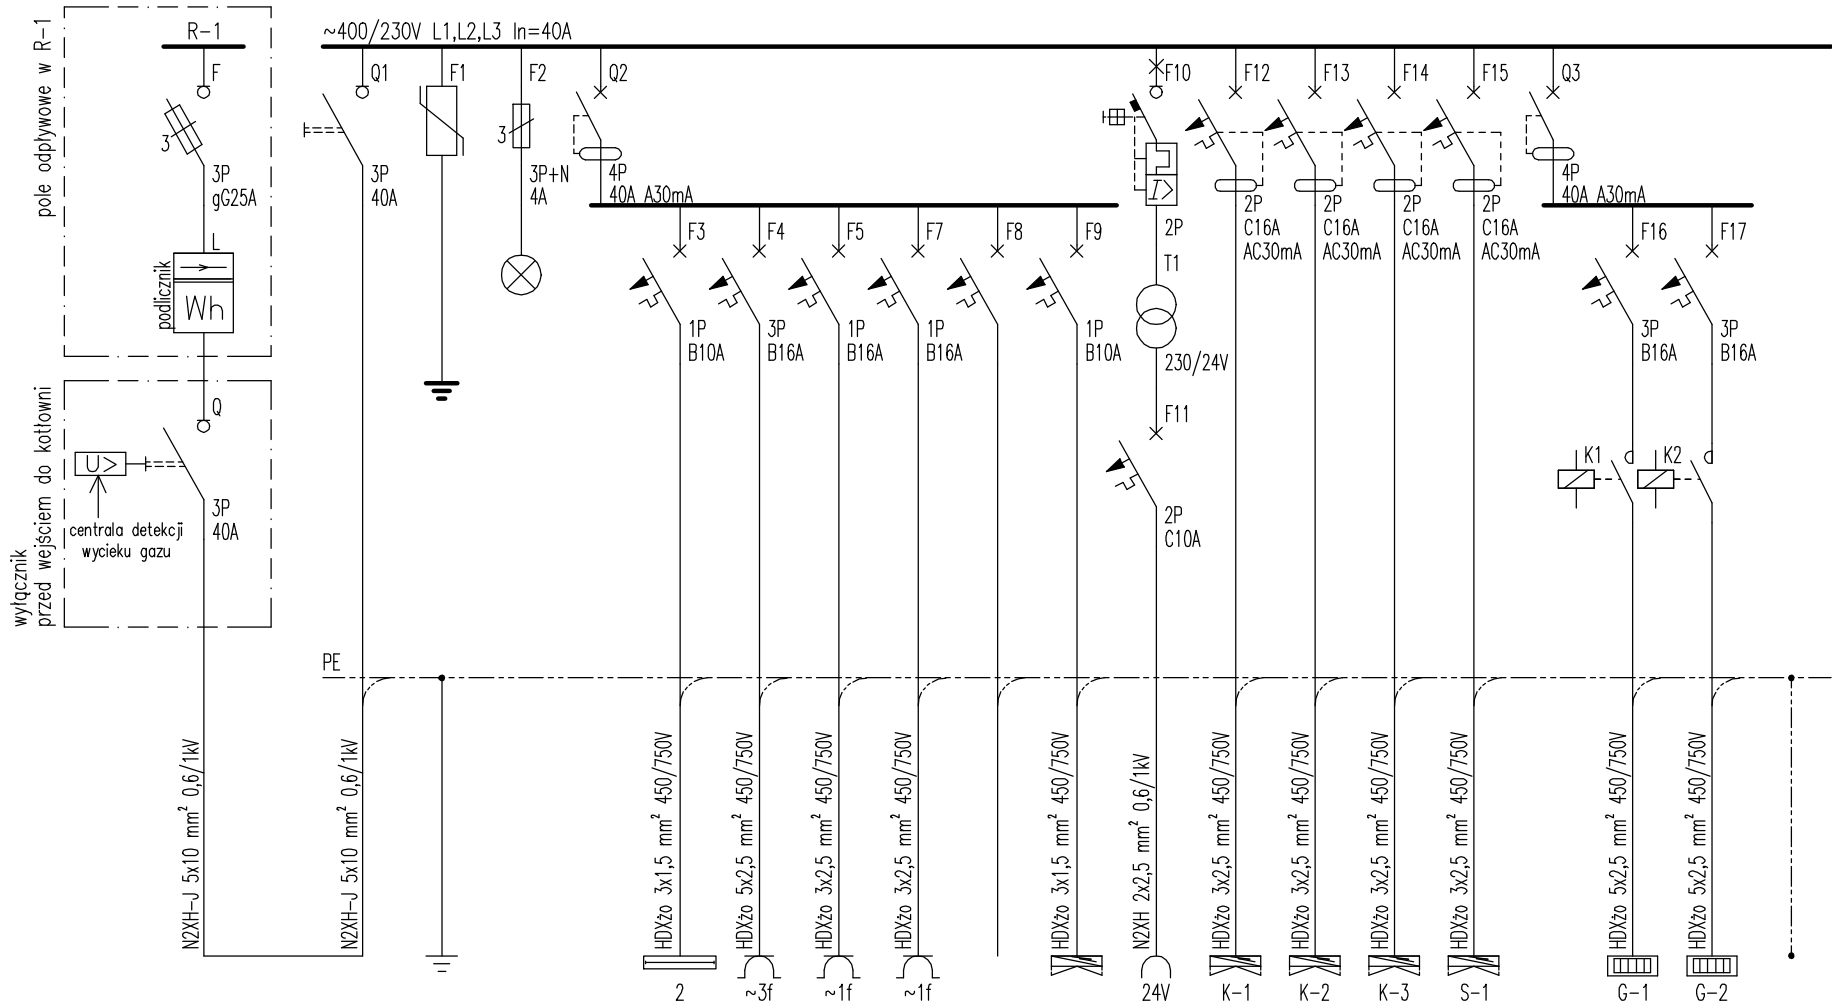 pole odpływowe w R-1
R-1
F
3
3P
gG25A
L
podlicznik
Wh
wyłącznik
przed wejściem do kotłowni
Q
U>
3P
40A
centrala detekcji
wycieku gazu
N2XH-J 5x10 mm² 0,6/1kV
~400/230V L1,L2,L3 In=40A
Q1
3P
40A
N2XH-J 5x10 mm² 0,6/1kV
PE
F1
F2
3
3P+N
4A
Q2
4P
40A A30mA
F3
1P
B10A
HDXżo 3x1,5 mm² 450/750V
2
F4
3P
B16A
HDXżo 5x2,5 mm² 450/750V
~3f
F5
1P
B16A
HDXżo 3x2,5 mm² 450/750V
~1f
F7
1P
B16A
HDXżo 3x2,5 mm² 450/750V
~1f
F8
F9
1P
B10A
HDXżo 3x1,5 mm² 450/750V
F10
I>
2P
T1
230/24V
F11
2P
C10A
N2XH 2x2,5 mm² 0,6/1kV
24V
F12
2P
C16A
AC30mA
HDXżo 3x2,5 mm² 450/750V
K-1
F13
2P
C16A
AC30mA
HDXżo 3x2,5 mm² 450/750V
K-2
F14
2P
C16A
AC30mA
HDXżo 3x2,5 mm² 450/750V
K-3
F15
2P
C16A
AC30mA
HDXżo 3x2,5 mm² 450/750V
S-1
Q3
4P
40A A30mA
F16
3P
B16A
K1
HDXżo 5x2,5 mm² 450/750V
G-1
F17
3P
B16A
K2
HDXżo 5x2,5 mm² 450/750V
G-2